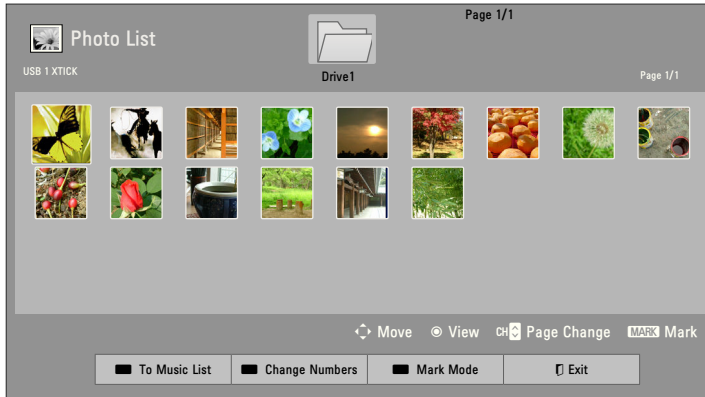 Page 1/1
Photo List
USB 1 XTICK
Drive1
Page 1/1
Move View CH Page Change MARK Mark
To Music List Change Numbers Mark Mode Exit